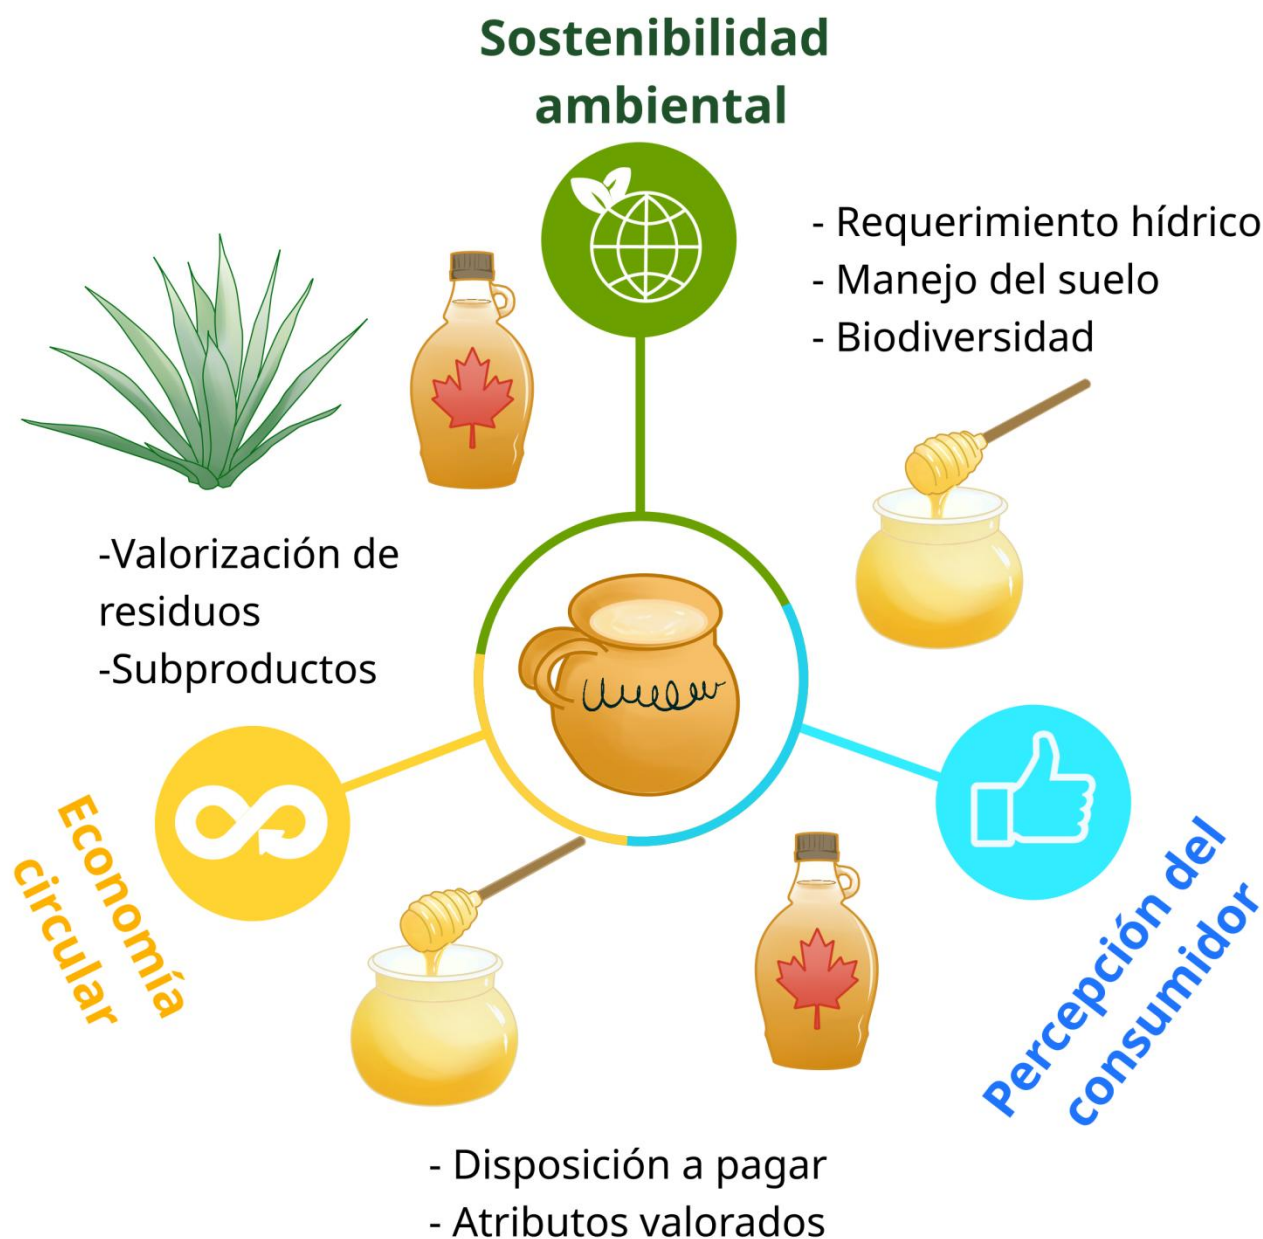 Sostenibilidad
ambiental
- Requerimiento hídrico
- Manejo del suelo
- Biodiversidad
-Valorización de
residuos
-Subproductos
Economía
circular
Percepción del
consumidor
- Disposición a pagar
- Atributos valorados